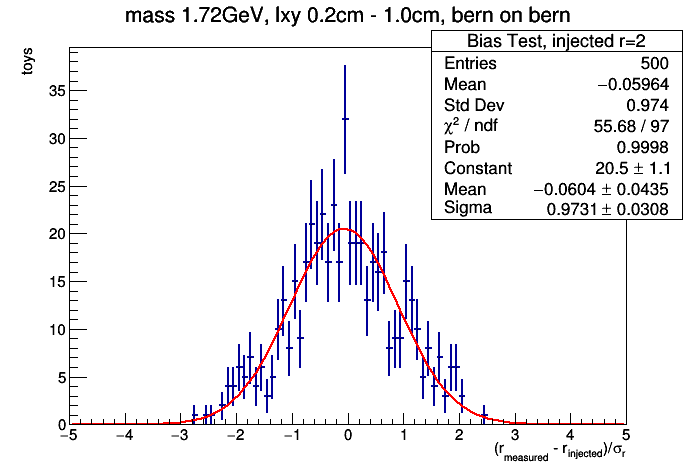 mass 1.72GeV, lxy 0.2cm - 1.0cm, bern on bern
Bias Test, injected r=2
Entries 500
Mean −0.05964
Std Dev 0.974
χ² / ndf 55.68 / 97
Prob 0.9998
Constant 20.5 ± 1.1
Mean −0.0604 ± 0.0435
Sigma 0.9731 ± 0.0308
toys
35
30
25
20
15
10
5
0
−5 −4 −3 −2 −1 0 1 2 3 4 5
(r_measured - r_injected)/σ_r